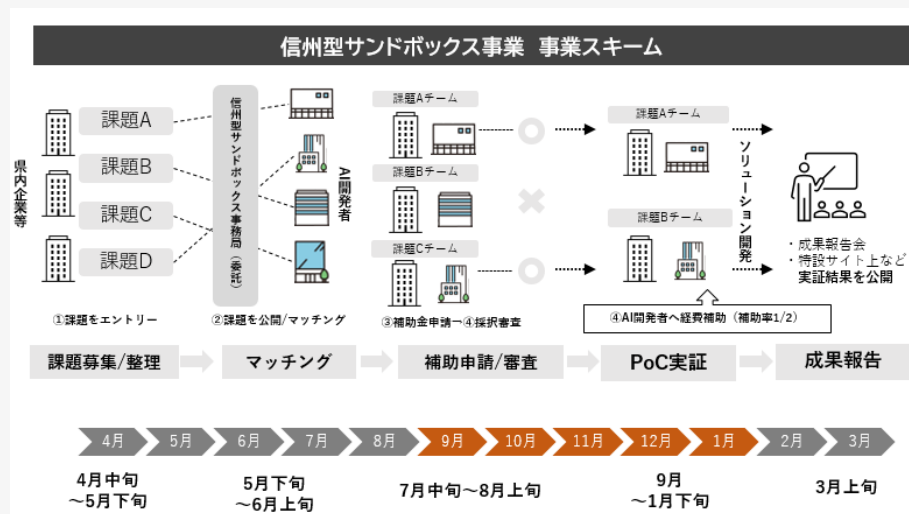 信州型サンドボックス事業 事業スキーム
県内企業等
課題A
課題B
課題C
課題D
信州型サンドボックス事務局（委託）
AI開発者
課題Aチーム
課題Bチーム
課題Cチーム
課題Aチーム
課題Bチーム
ソリューション開発
・成果報告会
・特設サイト上など
実証結果を公開
①課題をエントリー
②課題を公開/マッチング
③補助金申請→④採択審査
④AI開発者へ経費補助（補助率1/2）
課題募集/整理
マッチング
補助申請/審査
PoC実証
成果報告
4月
5月
6月
7月
8月
9月
10月
11月
12月
1月
2月
3月
4月中旬
～5月下旬
5月下旬
～6月上旬
7月中旬～8月上旬
9月
～1月下旬
3月上旬